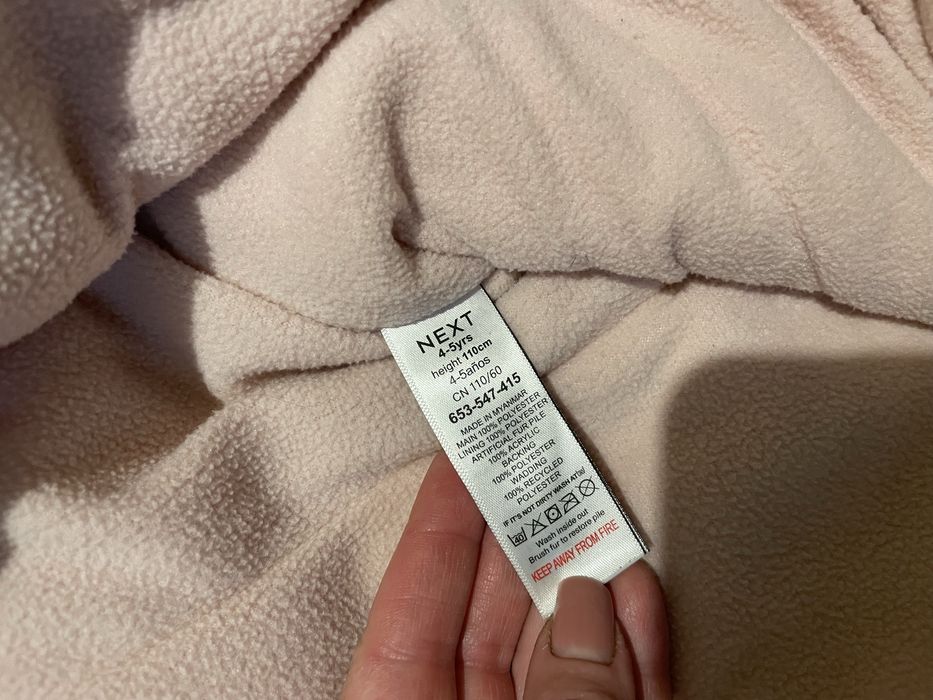 NEXT
4-5yrs
height 110cm
4-5años
CN 110/60
653-547-415
MADE IN MYANMAR
MAIN 100% POLYESTER
LINING 100% POLYESTER
ARTIFICIAL FUR PILE
100% ACRYLIC
BACKING
100% POLYESTER
WADDING
100% RECYCLED
POLYESTER
IF IT'S NOT DIRTY WASH AT 30
40
Wash inside out
Brush fur to restore pile
KEEP AWAY FROM FIRE